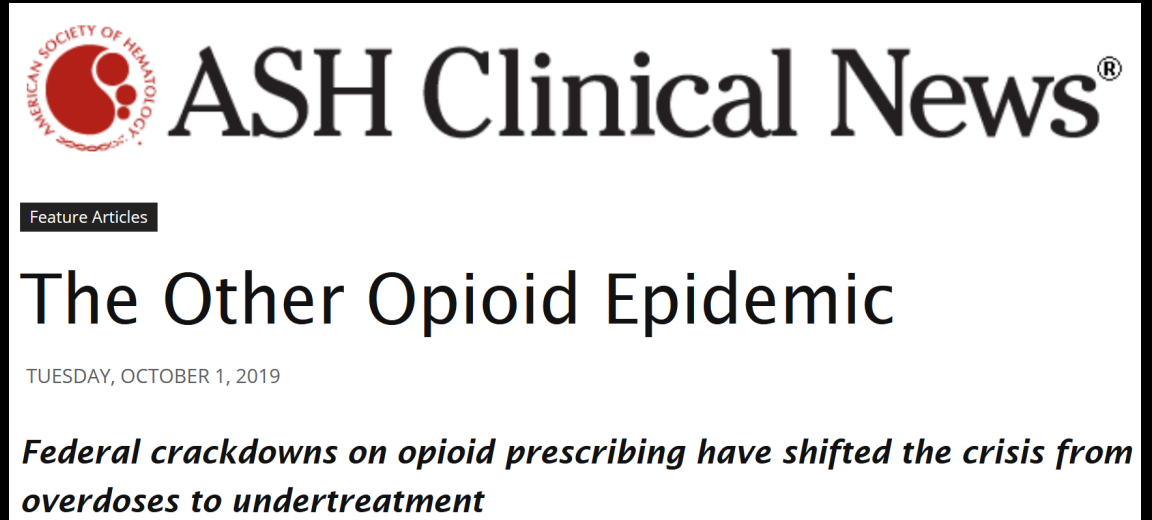 AMERICAN SOCIETY OF HEMATOLOGY
ASH Clinical News®
Feature Articles
The Other Opioid Epidemic
TUESDAY, OCTOBER 1, 2019
Federal crackdowns on opioid prescribing have shifted the crisis from
overdoses to undertreatment